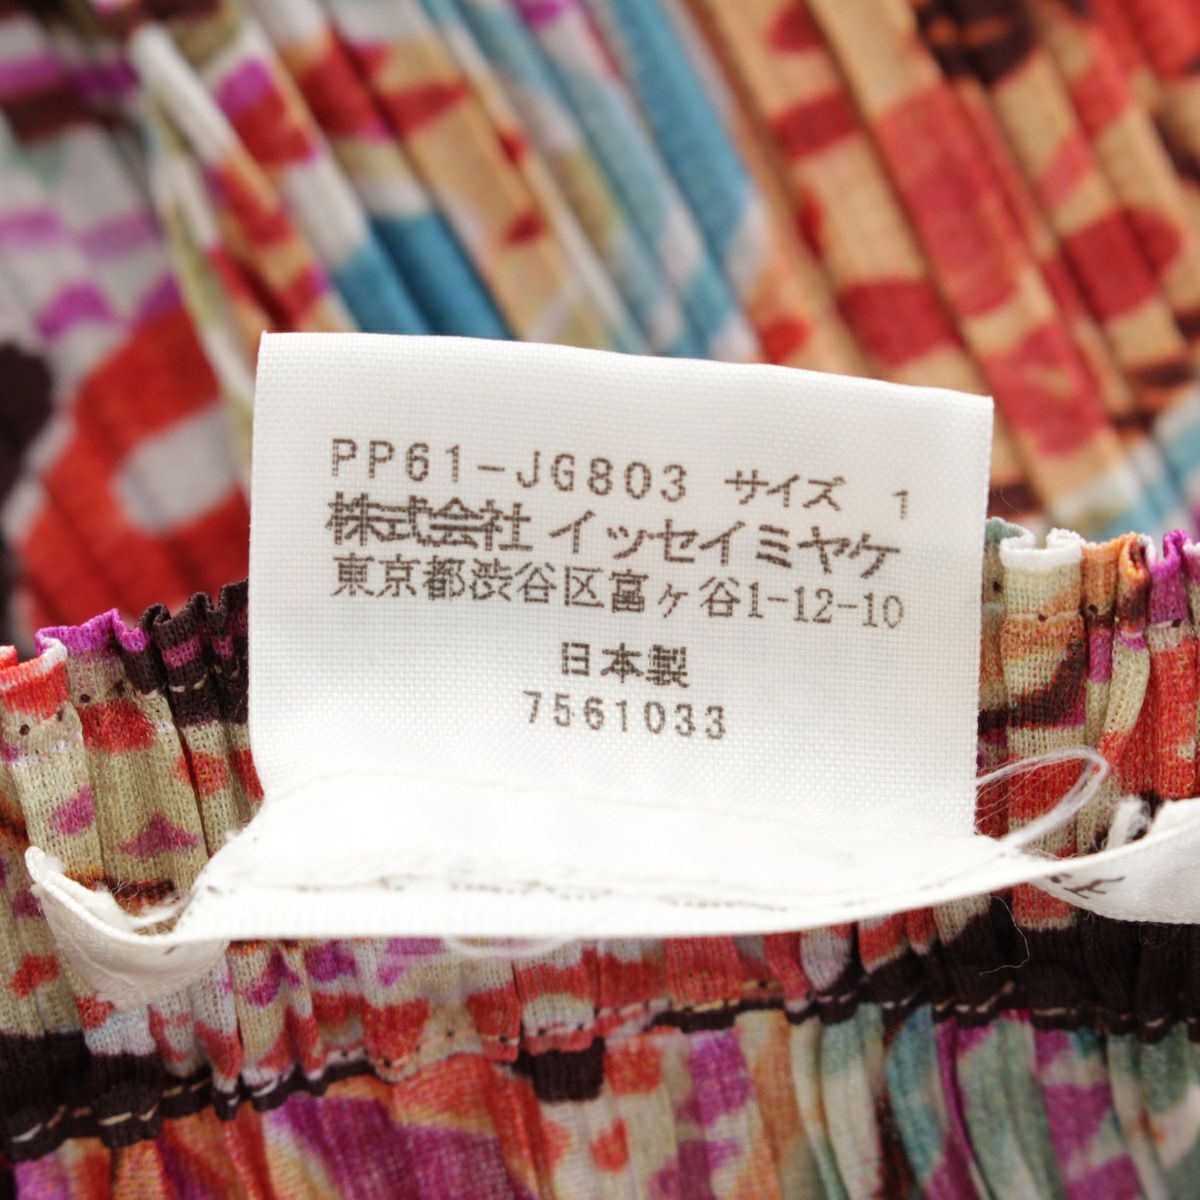 PP61-JG803 サイズ 1
株式会社 イッセイミヤケ
東京都渋谷区富ヶ谷1-12-10
日本製
7561033